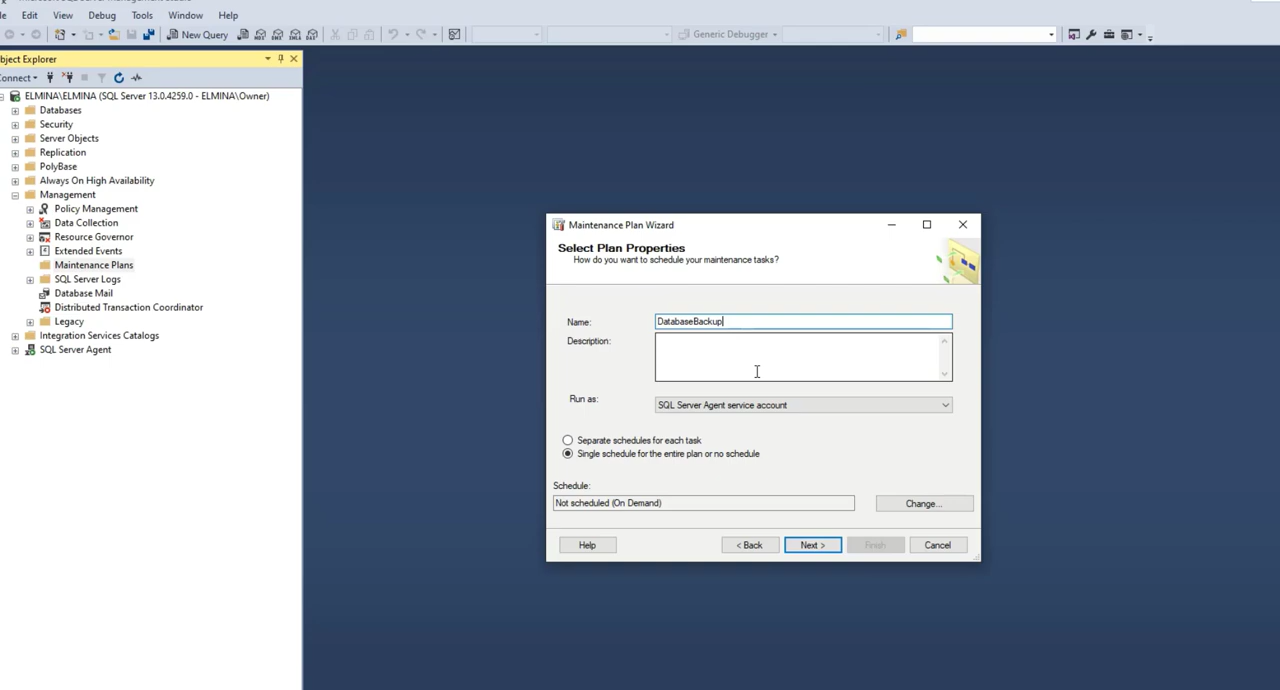 Edit View Debug Tools Window Help
New Query Generic Debugger
bject Explorer
onnect
ELMINA\ELMINA (SQL Server 13.0.4259.0 - ELMINA\Owner)
Databases
Security
Server Objects
Replication
PolyBase
Always On High Availability
Management
Policy Management
Data Collection
Resource Governor
Extended Events
Maintenance Plans
SQL Server Logs
Database Mail
Distributed Transaction Coordinator
Legacy
Integration Services Catalogs
SQL Server Agent
Maintenance Plan Wizard
Select Plan Properties
How do you want to schedule your maintenance tasks?
Name: DatabaseBackup
Description:
Run as: SQL Server Agent service account
Separate schedules for each task
Single schedule for the entire plan or no schedule
Schedule:
Not scheduled (On Demand) Change...
Help < Back Next > Finish Cancel